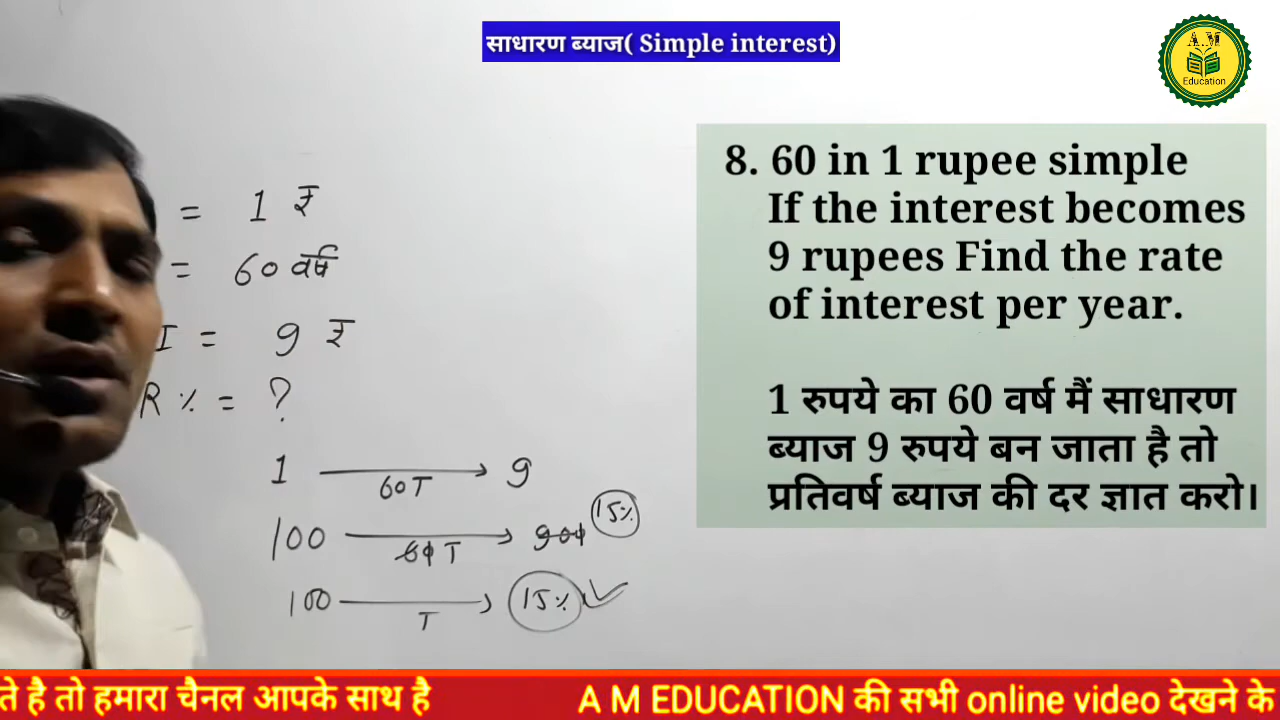 साधारण ब्याज( Simple interest)
A M
Education
= 1 ₹
= 60 वर्ष
I = 9 ₹
R % = ?
1 → 9
60T
100 → 900 15%
60 T
100 → 15% ✓
T
8. 60 in 1 rupee simple
If the interest becomes
9 rupees Find the rate
of interest per year.
1 रुपये का 60 वर्ष मैं साधारण
ब्याज 9 रुपये बन जाता है तो
प्रतिवर्ष ब्याज की दर ज्ञात करो।
ते है तो हमारा चैनल आपके साथ है A M EDUCATION की सभी online video देखने के